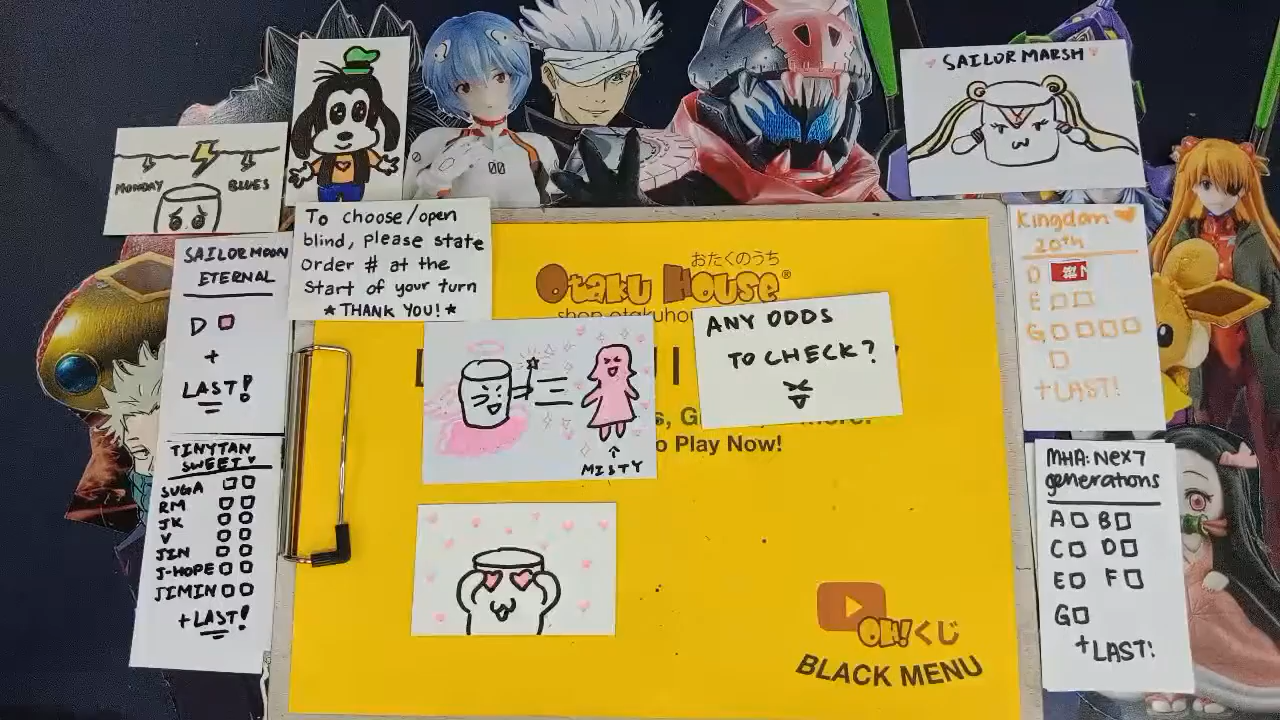 SAILOR MARSH
MONDAY BLUES
00
To choose/open
blind, please state
Order # at the
Start of your turn
★THANK YOU!★
SAILORMOON
ETERNAL
D
+
LAST!
おたくのうち
Otaku House®
shop.otakuhou
ANY ODDS
TO CHECK?
MISTY
s, G
o Play Now!
Kingdom
20th
D
E
G
+LAST!
TINYTAN
SWEET
SUGA
RM
JK
V
JIN
J-HOPE
JIMIN
+LAST!
MHA: Next
generations
A B
C D
E F
G
+LAST!
OH!くじ
BLACK MENU